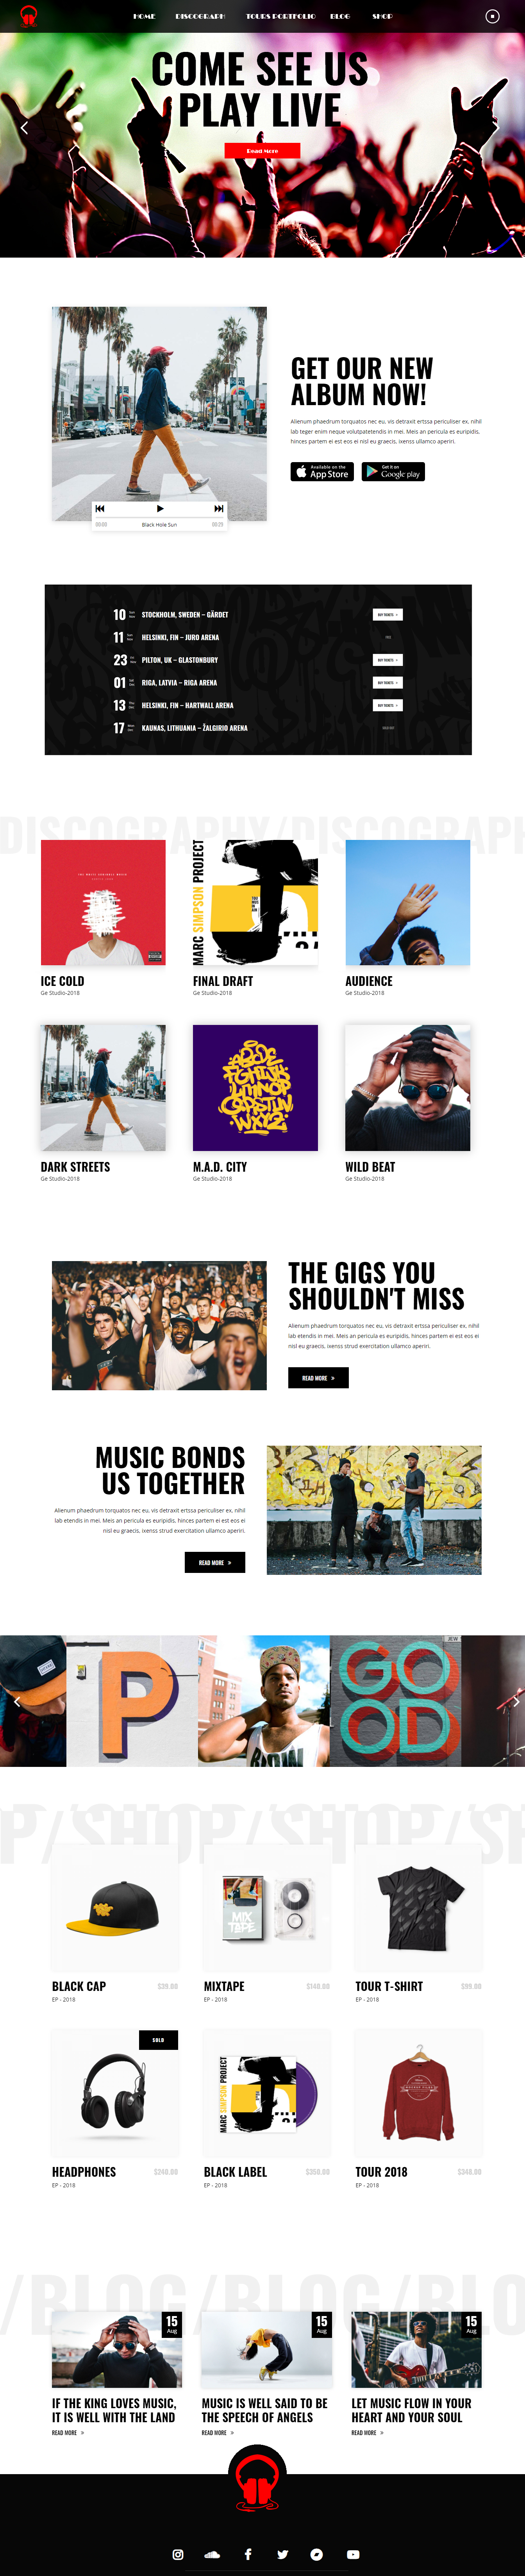 HOME DISCOGRAPH TOURS PORTFOLIO BLOG SHOP
COME SEE US
PLAY LIVE
Read More
GET OUR NEW
ALBUM NOW!
Alienum phaedrum torquatos nec eu, vis detraxit ertssa periculiser ex, nihil
lab teger enim neque volutpatetendis in mei. Meis an pericula es euripidis,
hinces partem ei est eos ei nisl eu graecis, ixenss ullamco aperiri.
Available on the
App Store
Get it on
Google play
00:09 Black Hole Sun 00:29
10 STOCKHOLM, SWEDEN – GÄRDET BUY TICKETS
11 HELSINKI, FIN – JURO ARENA FREE
23 PILTON, UK – GLASTONBURY BUY TICKETS
01 RIGA, LATVIA – RIGA ARENA BUY TICKETS
13 HELSINKI, FIN – HARTWALL ARENA BUY TICKETS
17 KAUNAS, LITHUANIA – ŽALGIRIO ARENA SOLD OUT
DISCOGRAPHY/DISCOGRAPH
MARC SIMPSON PROJECT
ICE COLD
Ge Studio-2018
FINAL DRAFT
Ge Studio-2018
AUDIENCE
Ge Studio-2018
DARK STREETS
Ge Studio-2018
M.A.D. CITY
Ge Studio-2018
WILD BEAT
Ge Studio-2018
THE GIGS YOU
SHOULDN'T MISS
Alienum phaedrum torquatos nec eu, vis detraxit ertssa periculiser ex, nihil
lab etendis in mei. Meis an pericula es euripidis, hinces partem ei est eos ei
nisl eu graecis, ixenss strud exercitation ullamco aperiri.
READ MORE »
MUSIC BONDS
US TOGETHER
Alienum phaedrum torquatos nec eu, vis detraxit ertssa periculiser ex, nihil
lab etendis in mei. Meis an pericula es euripidis, hinces partem ei est eos ei
nisl eu graecis, ixenss strud exercitation ullamco aperiri.
READ MORE »
P
GO
OD
JEW
P/SHOP/SHOP/SH
MIX
TAPE
BLACK CAP $39.00
EP - 2018
MIXTAPE $140.00
EP - 2018
TOUR T-SHIRT $99.00
EP - 2018
SOLD
MARC SIMPSON PROJECT
HEADPHONES $240.00
EP - 2018
BLACK LABEL $350.00
EP - 2018
TOUR 2018 $340.00
EP - 2018
/BLOG/BLOG/BLO
15
Aug
15
Aug
15
Aug
IF THE KING LOVES MUSIC,
IT IS WELL WITH THE LAND
READ MORE »
MUSIC IS WELL SAID TO BE
THE SPEECH OF ANGELS
READ MORE »
LET MUSIC FLOW IN YOUR
HEART AND YOUR SOUL
READ MORE »